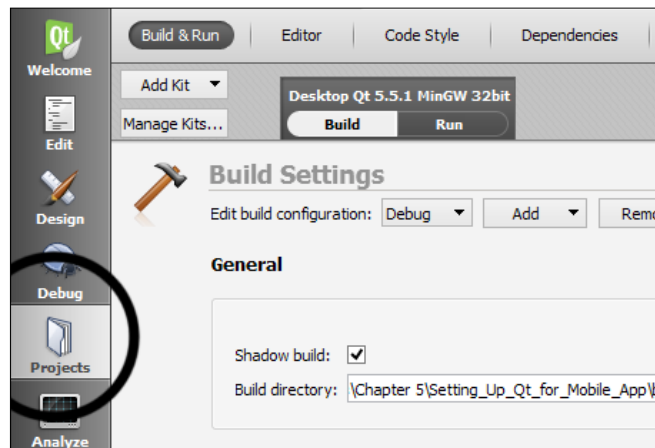 Qt
Welcome
Edit
Design
Debug
Projects
Analyze
Build & Run
Editor
Code Style
Dependencies
Add Kit
Manage Kits...
Desktop Qt 5.5.1 MinGW 32bit
Build
Run
Build Settings
Edit build configuration: Debug Add
General
Shadow build:
Build directory: \Chapter 5\Setting_Up_Qt_for_Mobile_App\